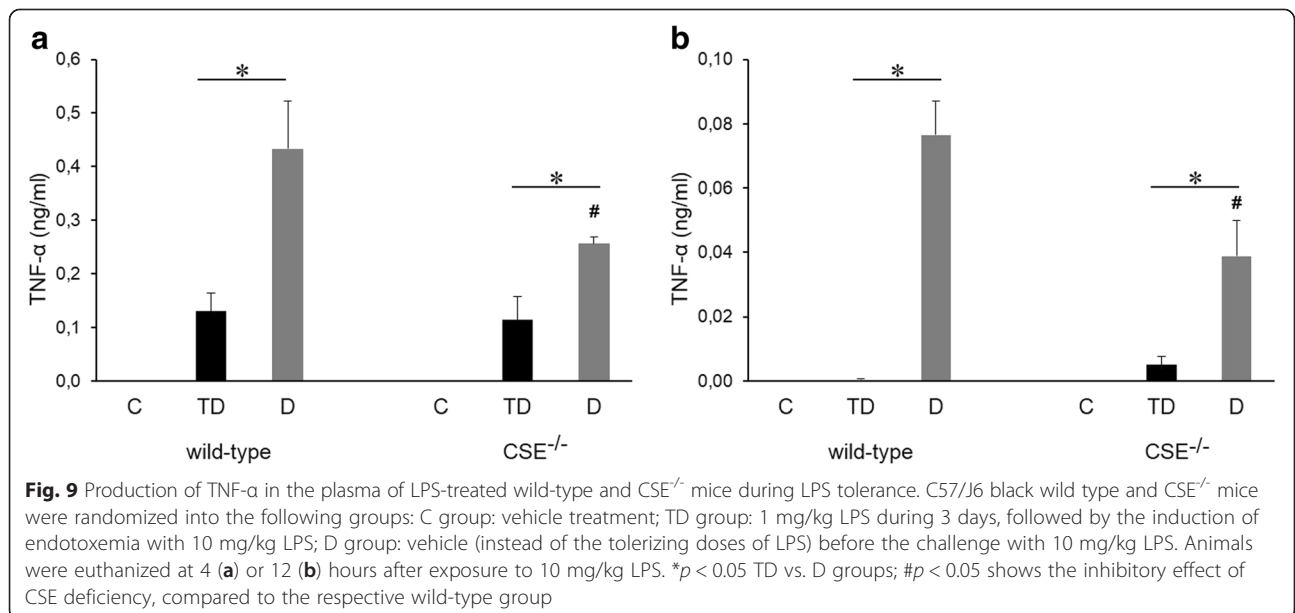 a
0,6
0,5
0,4
0,3
0,2
0,1
0,0
TNF-α (ng/ml)
*
*
#
C TD D C TD D
wild-type CSE-/-
b
0,10
0,08
0,06
0,04
0,02
0,00
TNF-α (ng/ml)
*
*
#
C TD D C TD D
wild-type CSE-/-
Fig. 9 Production of TNF-α in the plasma of LPS-treated wild-type and CSE-/- mice during LPS tolerance. C57/J6 black wild type and CSE-/- mice
were randomized into the following groups: C group: vehicle treatment; TD group: 1 mg/kg LPS during 3 days, followed by the induction of
endotoxemia with 10 mg/kg LPS; D group: vehicle (instead of the tolerizing doses of LPS) before the challenge with 10 mg/kg LPS. Animals
were euthanized at 4 (a) or 12 (b) hours after exposure to 10 mg/kg LPS. *p < 0.05 TD vs. D groups; #p < 0.05 shows the inhibitory effect of
CSE deficiency, compared to the respective wild-type group